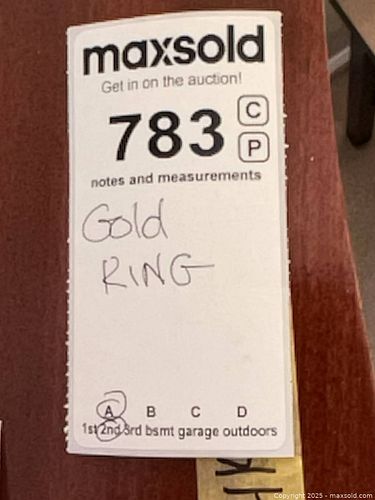 maxsold
Get in on the auction!
783
C
P
notes and measurements
Gold
RING
A B C D
1st 2nd 3rd bsmt garage outdoors
Copyright © 2025 - maxsold.com